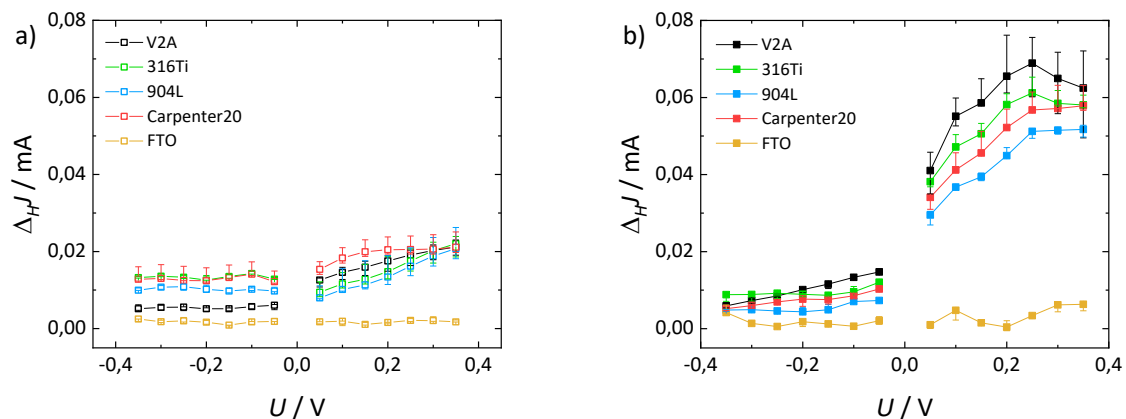 a)
V2A
316Ti
904L
Carpenter20
FTO
0,08
0,06
0,04
0,02
0,00
Δ_HJ / mA
-0,4
-0,2
0,0
0,2
0,4
U / V
b)
V2A
316Ti
904L
Carpenter20
FTO
0,08
0,06
0,04
0,02
0,00
Δ_HJ / mA
-0,4
-0,2
0,0
0,2
0,4
U / V